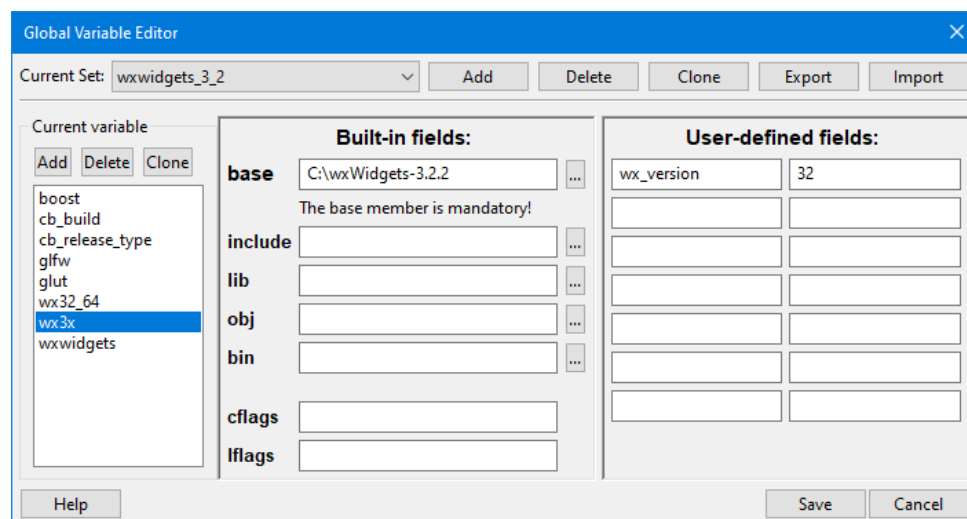 Global Variable Editor
Current Set: wxwidgets_3_2 Add Delete Clone Export Import
Current variable
Add Delete Clone
boost
cb_build
cb_release_type
glfw
glut
wx32_64
wx3x
wxwidgets
Built-in fields:
base C:\wxWidgets-3.2.2 ...
The base member is mandatory!
include ...
lib ...
obj ...
bin ...
cflags
lflags
User-defined fields:
wx_version 32
Help Save Cancel